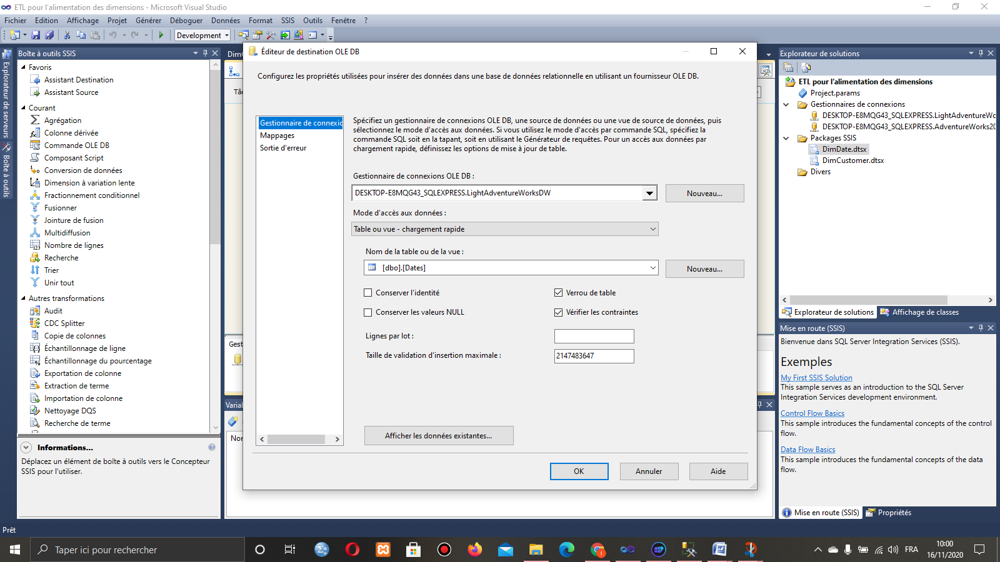 ETL pour l'alimentation des dimensions - Microsoft Visual Studio
Fichier Edition Affichage Projet Générer Déboguer Données Format SSIS Outils Fenêtre ?
Development
Explorateur de serveurs
Boîte à outils
Boîte à outils SSIS
Favoris
Assistant Destination
Assistant Source
Courant
Agrégation
Colonne dérivée
Commande OLE DB
Composant Script
Conversion de données
Dimension à variation lente
Fractionnement conditionnel
Fusionner
Jointure de fusion
Multidiffusion
Nombre de lignes
Recherche
Trier
Unir tout
Autres transformations
Audit
CDC Splitter
Copie de colonnes
Échantillonnage de ligne
Échantillonnage du pourcentage
Exportation de colonne
Extraction de terme
Importation de colonne
Nettoyage DQS
Recherche de terme
Informations...
Déplacez un élément de boîte à outils vers le Concepteur
SSIS pour l'utiliser.
Éditeur de destination OLE DB
Configurez les propriétés utilisées pour insérer des données dans une base de données relationnelle en utilisant un fournisseur OLE DB.
Gestionnaire de connexio
Mappages
Sortie d'erreur
Spécifiez un gestionnaire de connexions OLE DB, une source de données ou une vue de source de données, puis
sélectionnez le mode d'accès aux données. Si vous utilisez le mode d'accès par commande SQL, spécifiez la
commande SQL soit en la tapant, soit en utilisant le Générateur de requêtes. Pour un accès aux données par
chargement rapide, définissez les options de mise à jour de table.
Gestionnaire de connexions OLE DB :
DESKTOP-E8MQG43_SQLEXPRESS.LightAdventureWorksDW
Nouveau...
Mode d'accès aux données :
Table ou vue - chargement rapide
Nom de la table ou de la vue :
[dbo].[Dates]
Nouveau...
Conserver l'identité
Verrou de table
Conserver les valeurs NULL
Vérifier les contraintes
Lignes par lot :
Taille de validation d'insertion maximale :
2147483647
Afficher les données existantes...
OK Annuler Aide
Explorateur de solutions
ETL pour l'alimentation des dimensions
Project.params
Gestionnaires de connexions
DESKTOP-E8MQG43_SQLEXPRESS.LightAdventureWc
DESKTOP-E8MQG43_SQLEXPRESS.AdventureWorks20
Packages SSIS
DimDate.dtsx
DimCustomer.dtsx
Divers
Explorateur de solutions Affichage de classes
Mise en route (SSIS)
Bienvenue dans SQL Server Integration Services (SSIS).
Exemples
My First SSIS Solution
This sample serves as an introduction to the SQL Server
Integration Services development environment.
Control Flow Basics
This sample introduces the fundamental concepts of the control
flow.
Data Flow Basics
This sample introduces the fundamental concepts of the data
flow.
Mise en route (SSIS) Propriétés
Prêt
Taper ici pour rechercher
FRA
10:00
16/11/2020